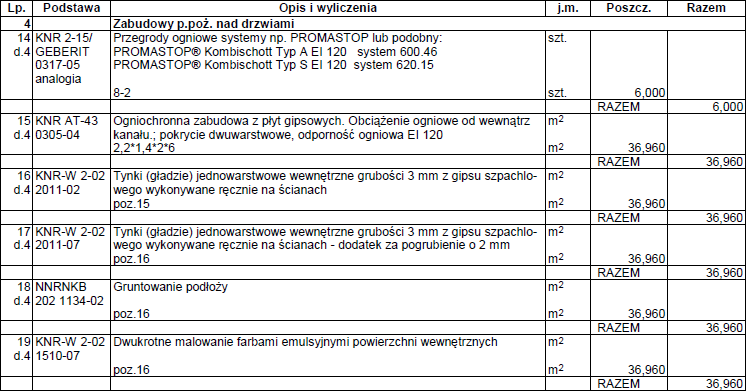 Lp. Podstawa Opis i wyliczenia j.m. Poszcz. Razem
4 Zabudowy p.poż. nad drzwiami
14 KNR 2-15/ Przegrody ogniowe systemy np. PROMASTOP lub podobny: szt.
d.4 GEBERIT PROMASTOP® Kombischott Typ A EI 120 system 600.46
0317-05 PROMASTOP® Kombischott Typ S EI 120 system 620.15
analogia
8-2 szt. 6,000
RAZEM 6,000
15 KNR AT-43 Ogniochronna zabudowa z płyt gipsowych. Obciążenie ogniowe od wewnątrz m2
d.4 0305-04 kanału.; pokrycie dwuwarstwowe, odporność ogniowa EI 120
2,2*1,4*2*6 m2 36,960
RAZEM 36,960
16 KNR-W 2-02 Tynki (gładzie) jednowarstwowe wewnętrzne grubości 3 mm z gipsu szpachlo- m2
d.4 2011-02 wego wykonywane ręcznie na ścianach
poz.15 m2 36,960
RAZEM 36,960
17 KNR-W 2-02 Tynki (gładzie) jednowarstwowe wewnętrzne grubości 3 mm z gipsu szpachlo- m2
d.4 2011-07 wego wykonywane ręcznie na ścianach - dodatek za pogrubienie o 2 mm
poz.16 m2 36,960
RAZEM 36,960
18 NNRNKB Gruntowanie podłoży m2
d.4 202 1134-02
poz.16 m2 36,960
RAZEM 36,960
19 KNR-W 2-02 Dwukrotne malowanie farbami emulsyjnymi powierzchni wewnętrznych m2
d.4 1510-07
poz.16 m2 36,960
RAZEM 36,960